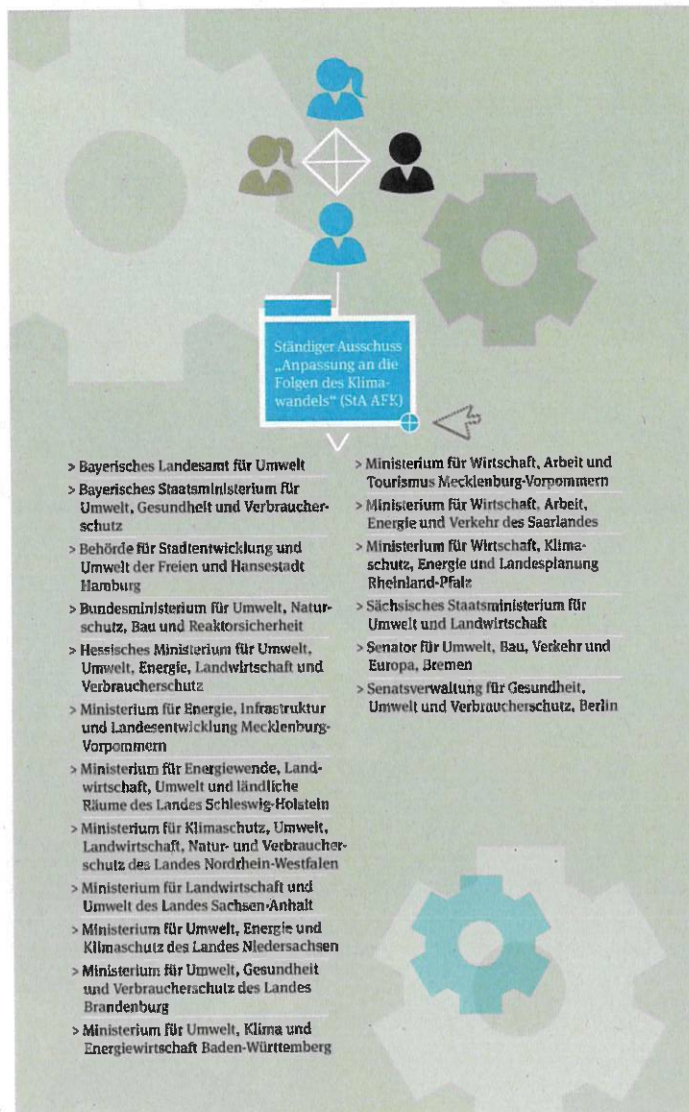 Ständiger Ausschuss
„Anpassung an die
Folgen des Klima-
wandels“ (StA AFK)
> Bayerisches Landesamt für Umwelt
> Bayerisches Staatsministerium für
Umwelt, Gesundheit und Verbraucher-
schutz
> Behörde für Stadtentwicklung und
Umwelt der Freien und Hansestadt
Hamburg
> Bundesministerium für Umwelt, Natur-
schutz, Bau und Reaktorsicherheit
> Hessisches Ministerium für Umwelt,
Umwelt, Energie, Landwirtschaft und
Verbraucherschutz
> Ministerium für Energie, Infrastruktur
und Landesentwicklung Mecklenburg-
Vorpommern
> Ministerium für Energiewende, Land-
wirtschaft, Umwelt und ländliche
Räume des Landes Schleswig-Holstein
> Ministerium für Klimaschutz, Umwelt,
Landwirtschaft, Natur- und Verbraucher-
schutz des Landes Nordrhein-Westfalen
> Ministerium für Landwirtschaft und
Umwelt des Landes Sachsen-Anhalt
> Ministerium für Umwelt, Energie und
Klimaschutz des Landes Niedersachsen
> Ministerium für Umwelt, Gesundheit
und Verbraucherschutz des Landes
Brandenburg
> Ministerium für Umwelt, Klima und
Energiewirtschaft Baden-Württemberg
> Ministerium für Wirtschaft, Arbeit und
Tourismus Mecklenburg-Vorpommern
> Ministerium für Wirtschaft, Arbeit,
Energie und Verkehr des Saarlandes
> Ministerium für Wirtschaft, Klima-
schutz, Energie und Landesplanung
Rheinland-Pfalz
> Sächsisches Staatsministerium für
Umwelt und Landwirtschaft
> Senator für Umwelt, Bau, Verkehr und
Europa, Bremen
> Senatsverwaltung für Gesundheit,
Umwelt und Verbraucherschutz, Berlin